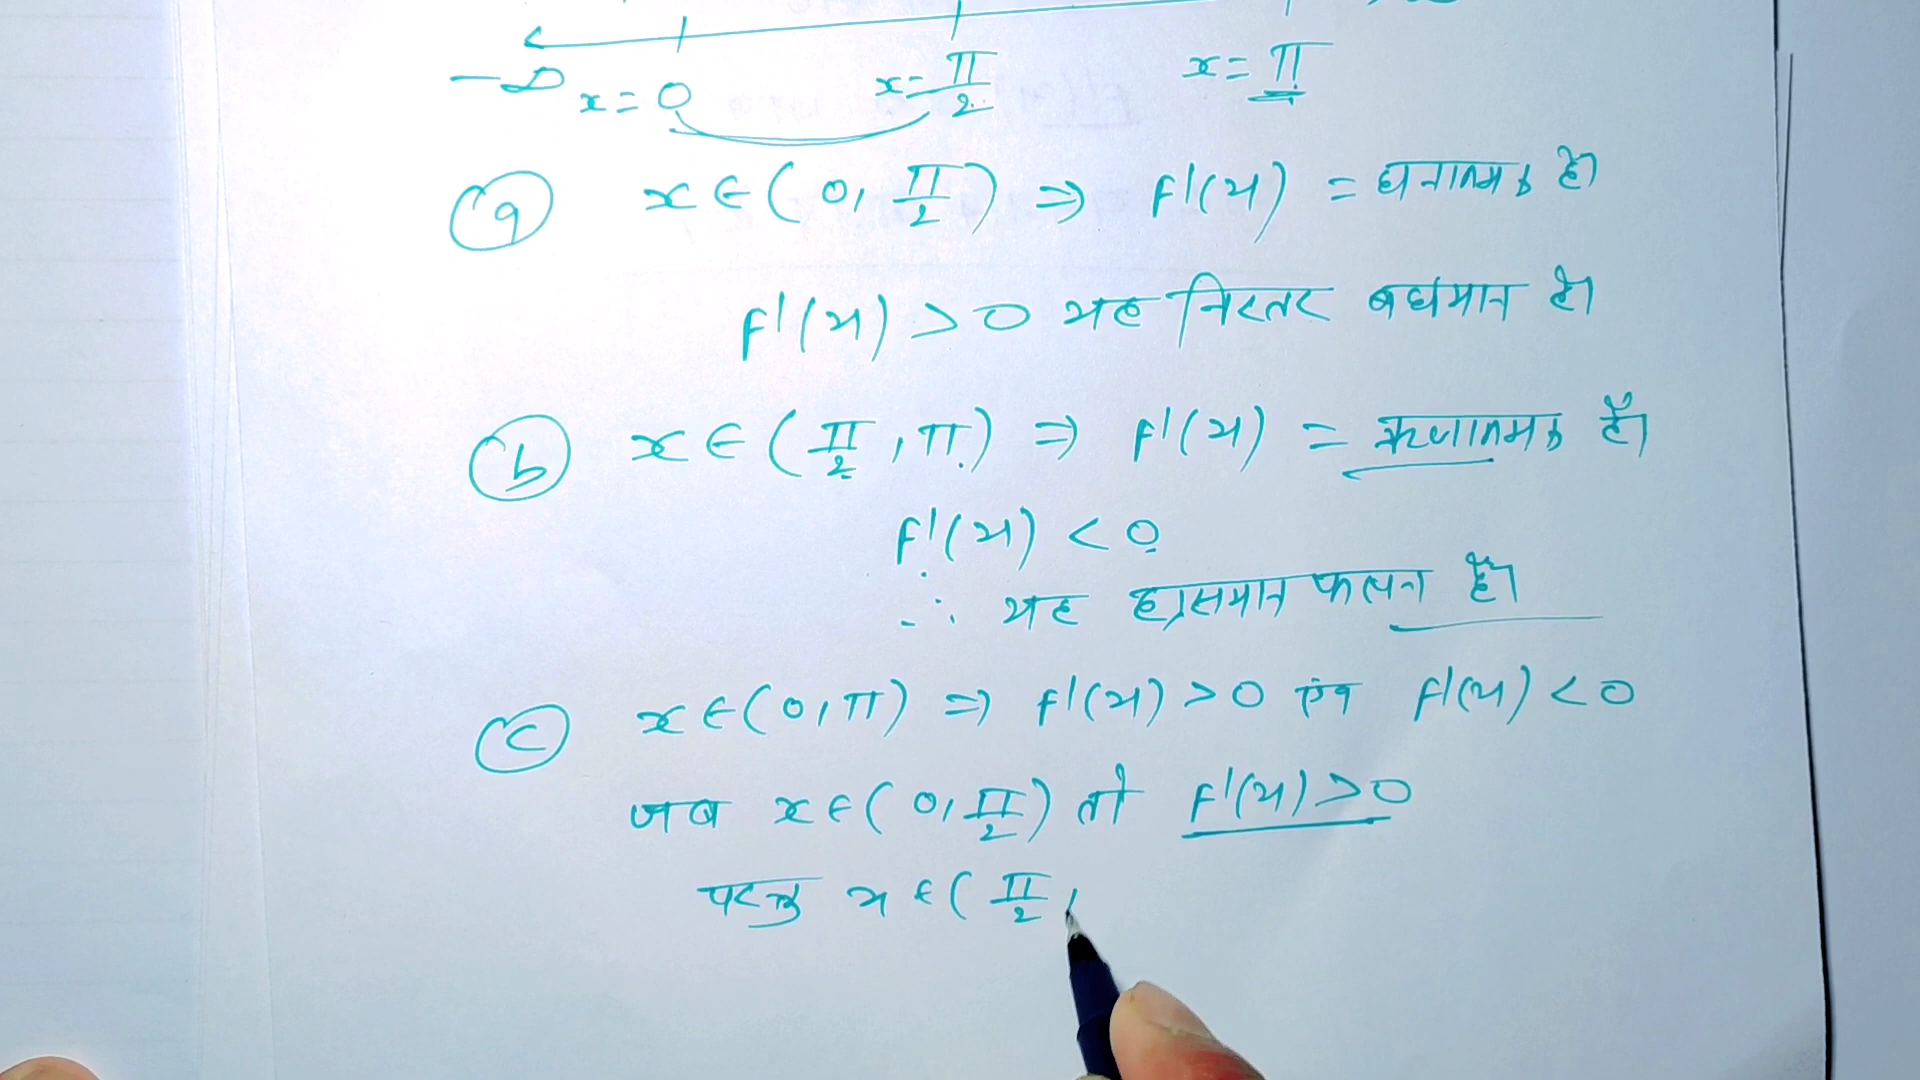 -∞ x=0 x=π/2 x=π
(a) x∈(0, π/2) ⇒ f'(x) = धनात्मक है।
f'(x) >0 यह निरंतर बर्धमान है।
(b) x∈(π/2, π) ⇒ f'(x) = ऋणात्मक है।
f'(x) < 0
∴ यह ह्रासमान फलन है।
(c) x∈(0,π) ⇒ f'(x) >0 एवं f'(x) <0
जब x∈(0, π/2) तो f'(x) >0
परन्तु x∈(π/2,